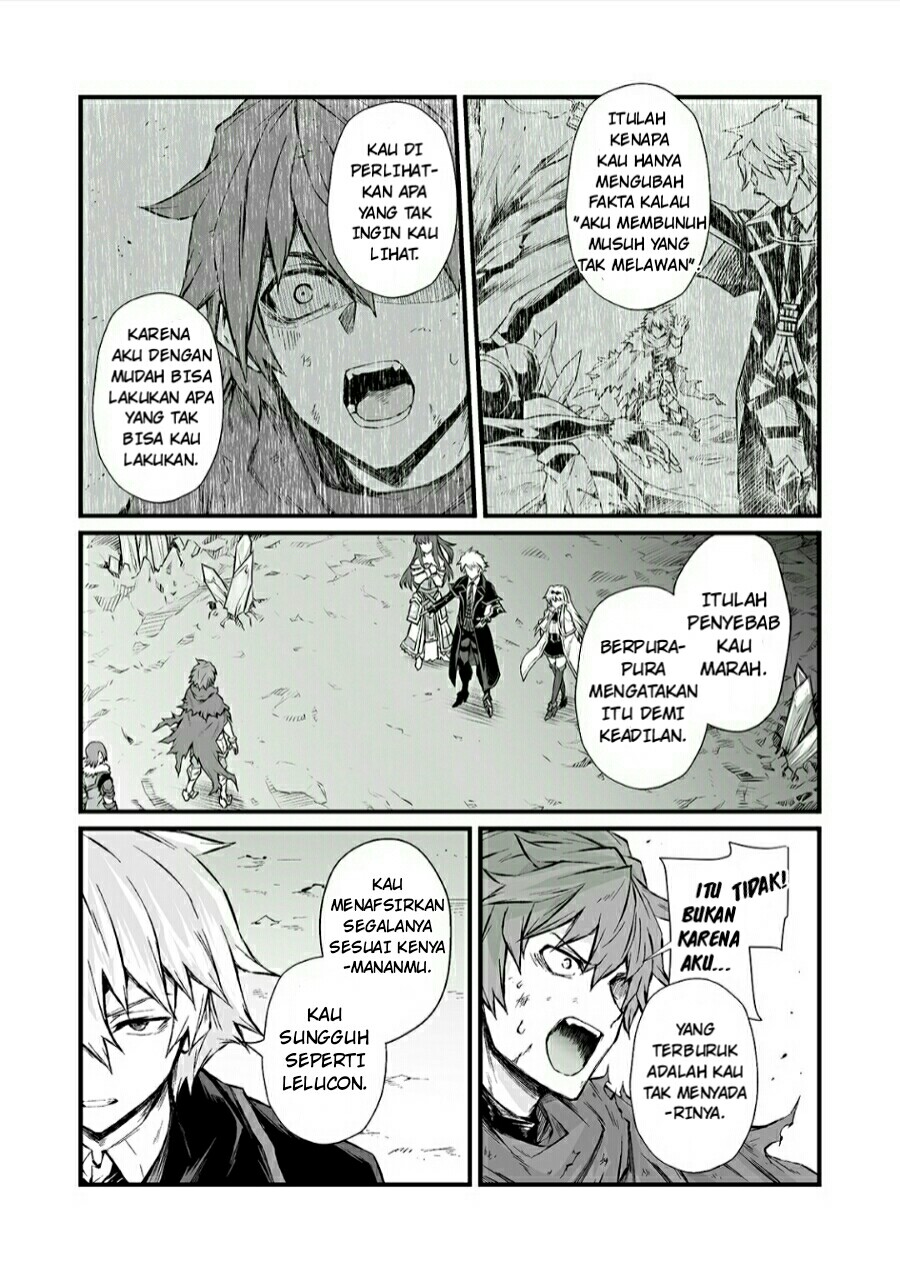 ITULAH
KENAPA
KAU HANYA
MENGUBAH
FAKTA KALAU
"AKU MEMBUNUH
MUSUH YANG
TAK MELAWAN".
KAU DI
PERLIHAT-
KAN APA
YANG TAK
INGIN KAU
LIHAT.
KARENA
AKU DENGAN
MUDAH BISA
LAKUKAN APA
YANG TAK
BISA KAU
LAKUKAN.
ITULAH
PENYEBAB
KAU
MARAH.
BERPURA-
PURA
MENGATAKAN
ITU DEMI
KEADILAN.
TIDAK!
ITU
BUKAN
KARENA
AKU...
YANG
TERBURUK
ADALAH KAU
TAK MENYADA
-RINYA.
KAU
MENAFSIRKAN
SEGALANYA
SESUAI KENYA
-MANANMU.
KAU
SUNGGUH
SEPERTI
LELUCON.